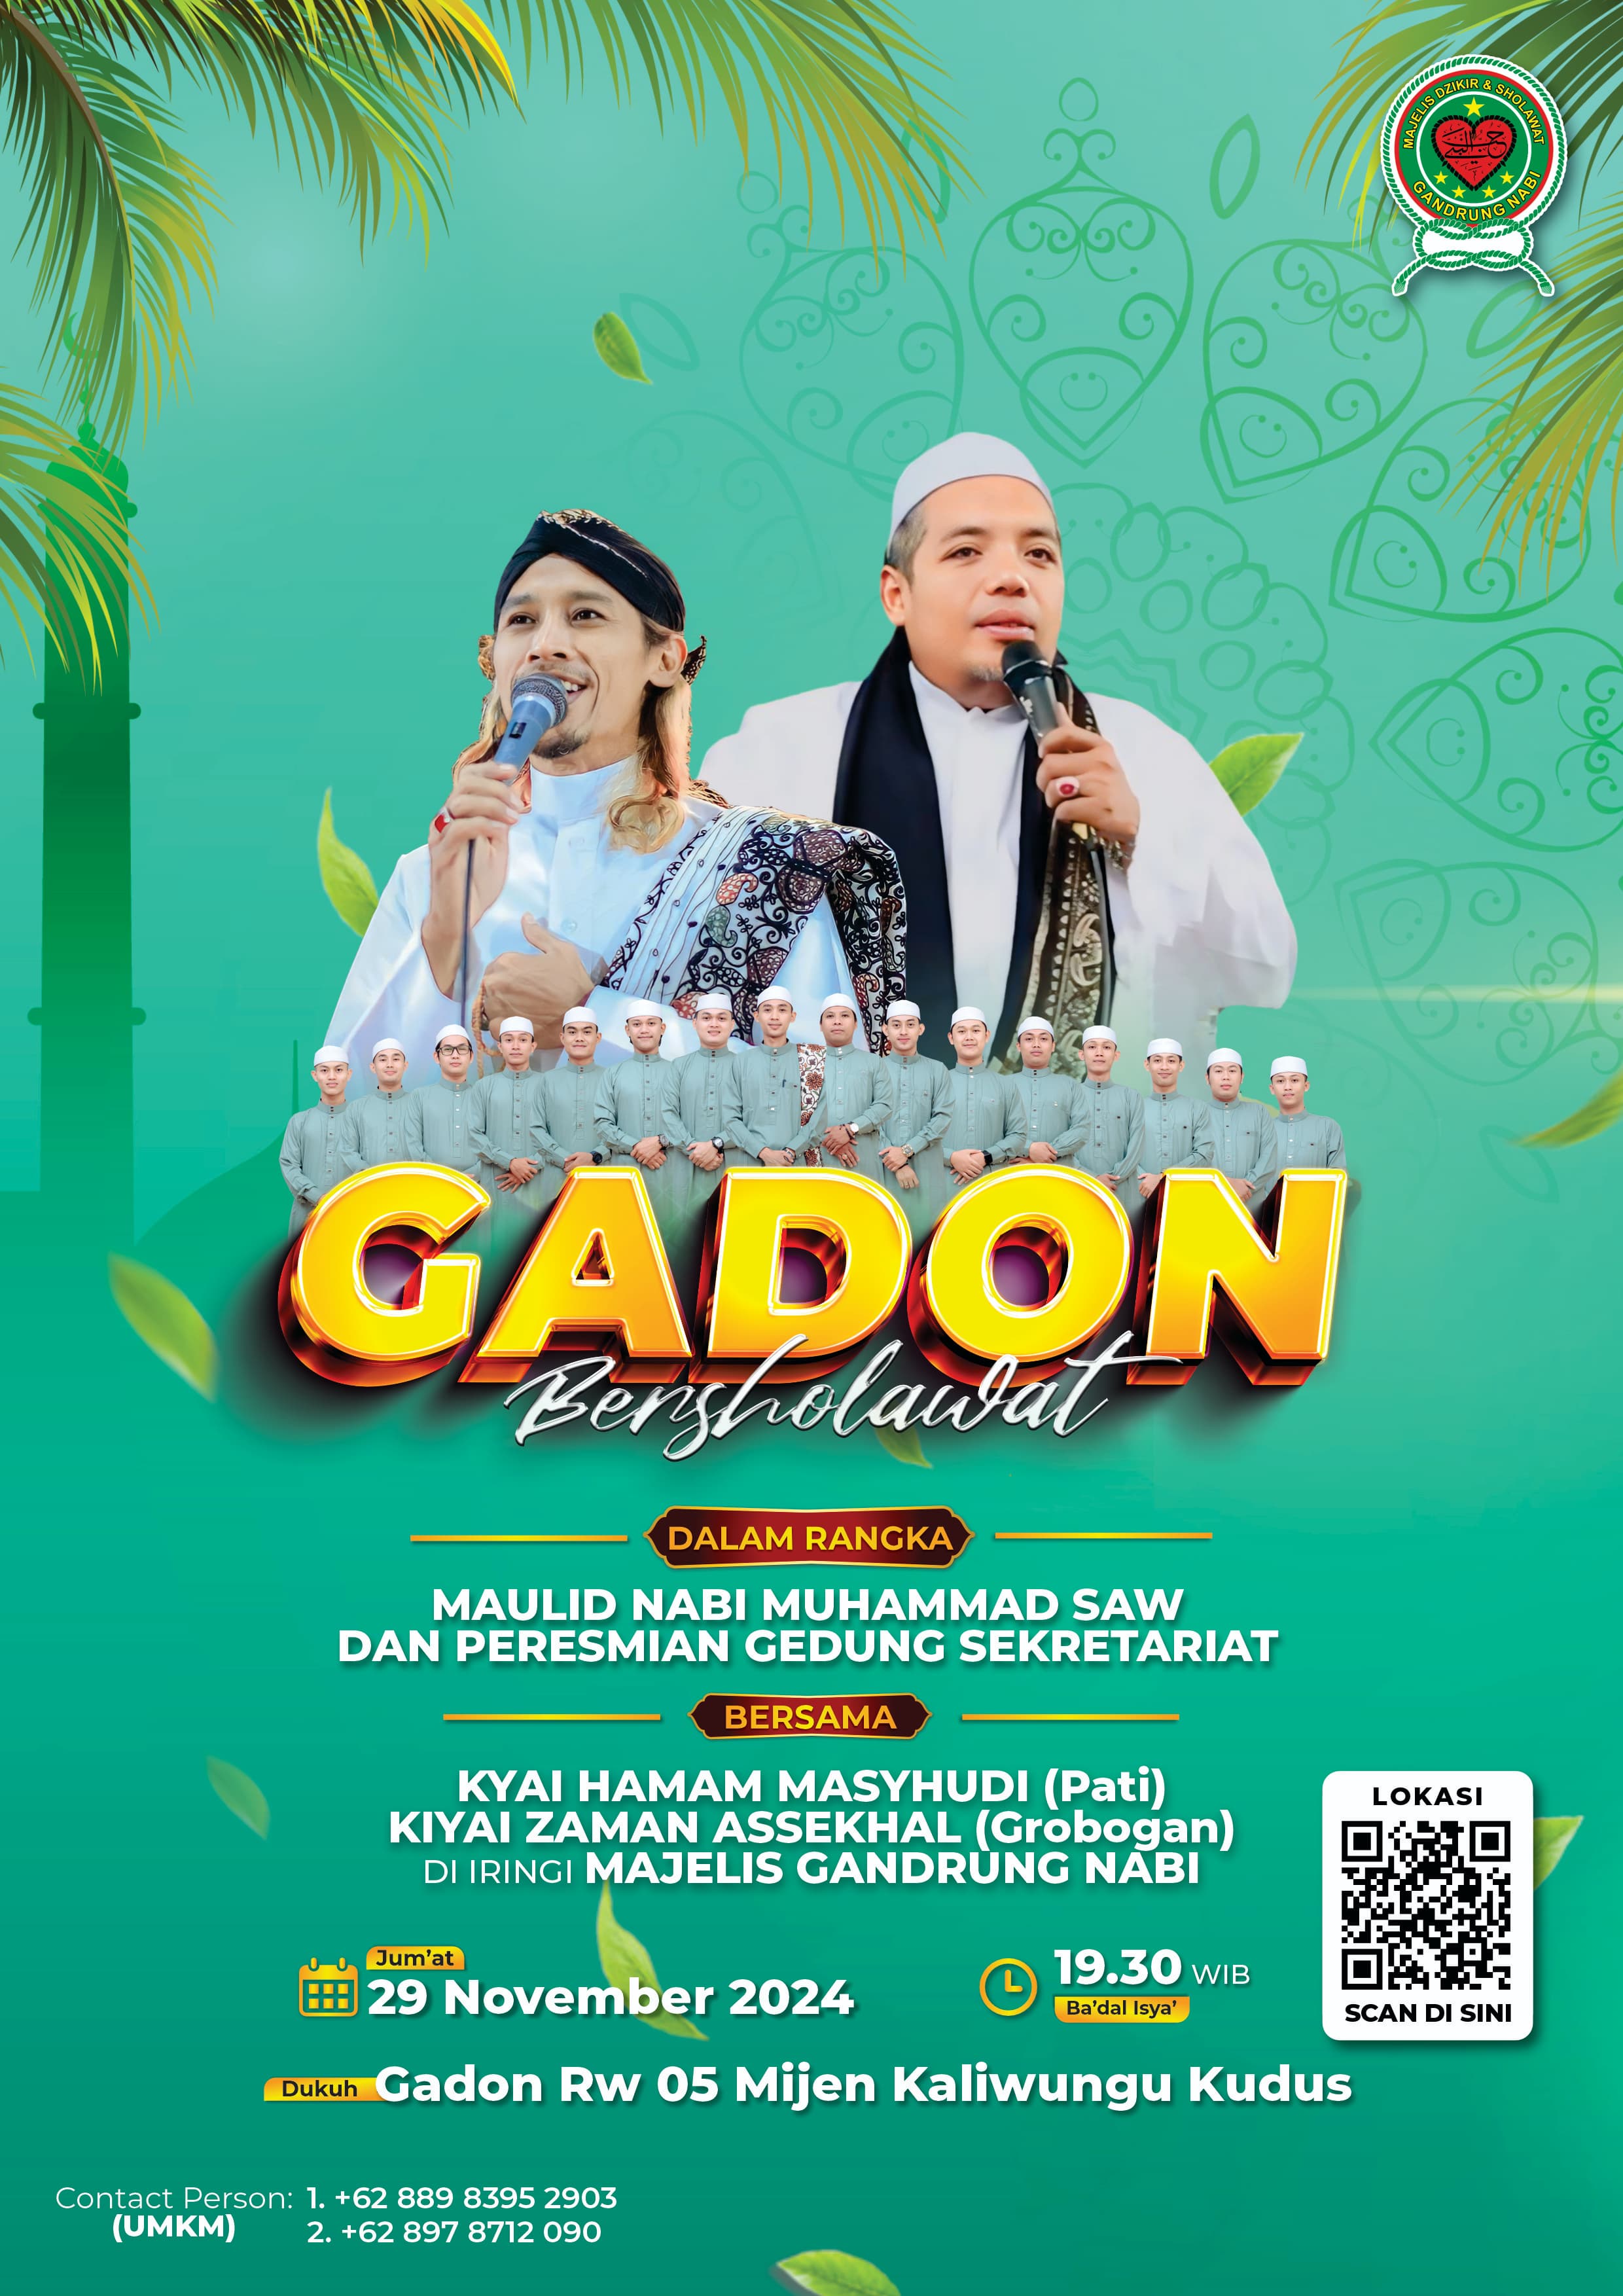 MAJELIS DZIKIR & SHOLAWAT
GANDRUNG NABI
GADON
Bersholawat
DALAM RANGKA
MAULID NABI MUHAMMAD SAW
DAN PERESMIAN GEDUNG SEKRETARIAT
BERSAMA
KYAI HAMAM MASYHUDI (Pati)
KIYAI ZAMAN ASSEKHAL (Grobogan)
DI IRINGI MAJELIS GANDRUNG NABI
LOKASI
SCAN DI SINI
Jum'at
29 November 2024
19.30 WIB
Ba'dal Isya'
Dukuh Gadon Rw 05 Mijen Kaliwungu Kudus
Contact Person: 1. +62 889 8395 2903
(UMKM) 2. +62 897 8712 090